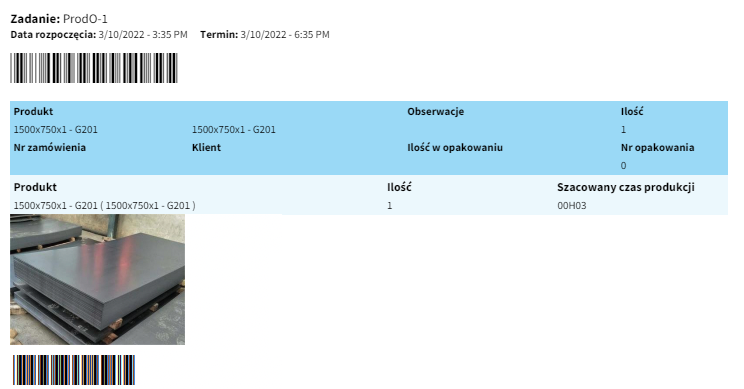 Zadanie: ProdO-1
Data rozpoczęcia: 3/10/2022 - 3:35 PM Termin: 3/10/2022 - 6:35 PM
Produkt Obserwacje Ilość
1500x750x1 - G201 1500x750x1 - G201 1
Nr zamówienia Klient Ilość w opakowaniu Nr opakowania
0
Produkt Ilość Szacowany czas produkcji
1500x750x1 - G201 ( 1500x750x1 - G201 ) 1 00H03